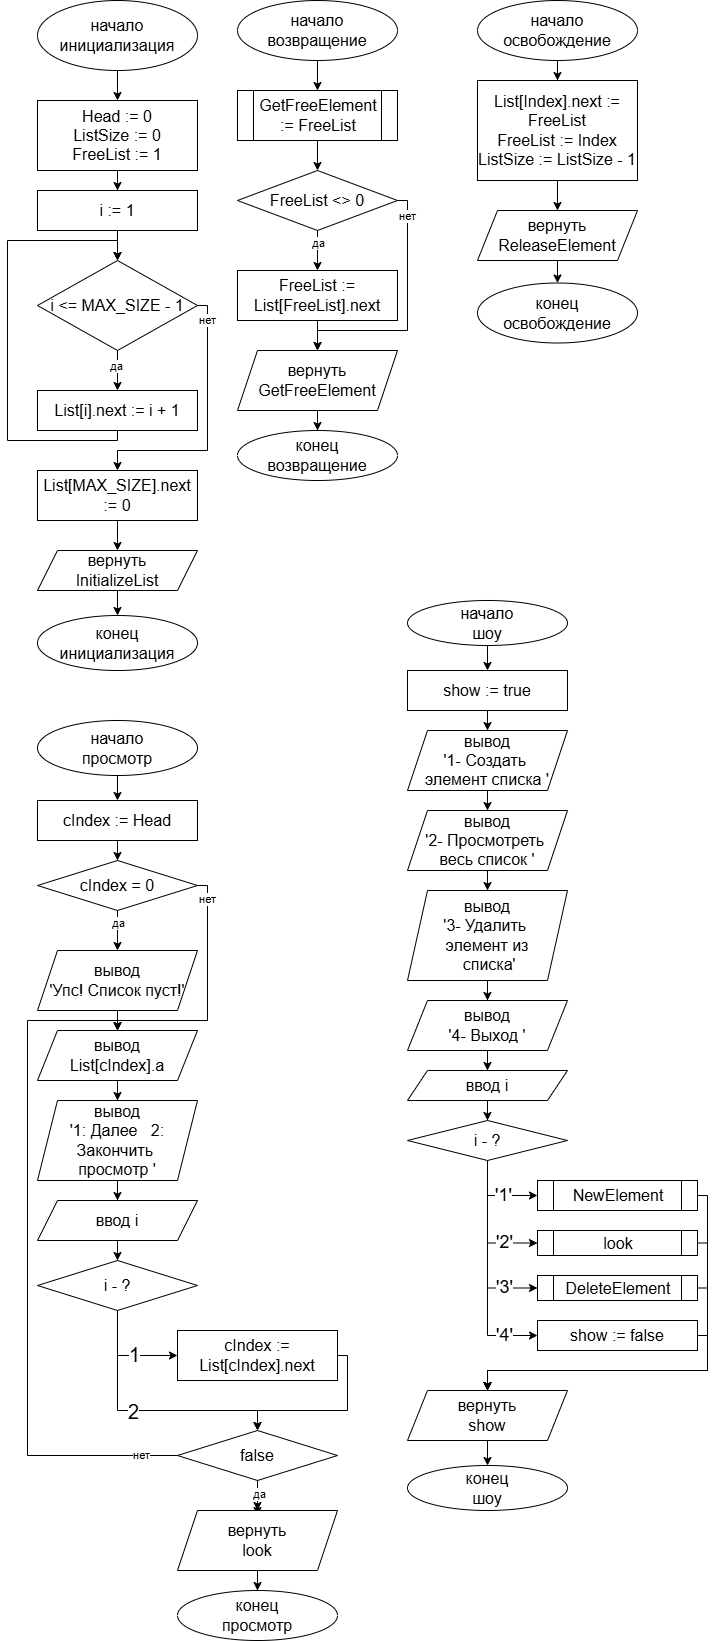 начало
инициализация
Head := 0
ListSize := 0
FreeList := 1
i := 1
i <= MAX_SIZE - 1
нет
да
List[i].next := i + 1
List[MAX_SIZE].next
:= 0
вернуть
InitializeList
конец
инициализация
начало
возвращение
GetFreeElement
:= FreeList
FreeList <> 0
нет
да
FreeList :=
List[FreeList].next
вернуть
GetFreeElement
конец
возвращение
начало
освобождение
List[Index].next :=
FreeList
FreeList := Index
ListSize := ListSize - 1
вернуть
ReleaseElement
конец
освобождение
начало
просмотр
cIndex := Head
cIndex = 0
нет
да
вывод
'Упс! Список пуст!'
вывод
List[cIndex].a
вывод
'1: Далее 2:
Закончить
просмотр '
ввод i
i - ?
1
cIndex :=
List[cIndex].next
2
false
нет
да
вернуть
look
конец
просмотр
начало
шоу
show := true
вывод
'1- Создать
элемент списка '
вывод
'2- Просмотреть
весь список '
вывод
'3- Удалить
элемент из
списка'
вывод
'4- Выход '
ввод i
i - ?
'1'
NewElement
'2'
look
'3'
DeleteElement
'4'
show := false
вернуть
show
конец
шоу